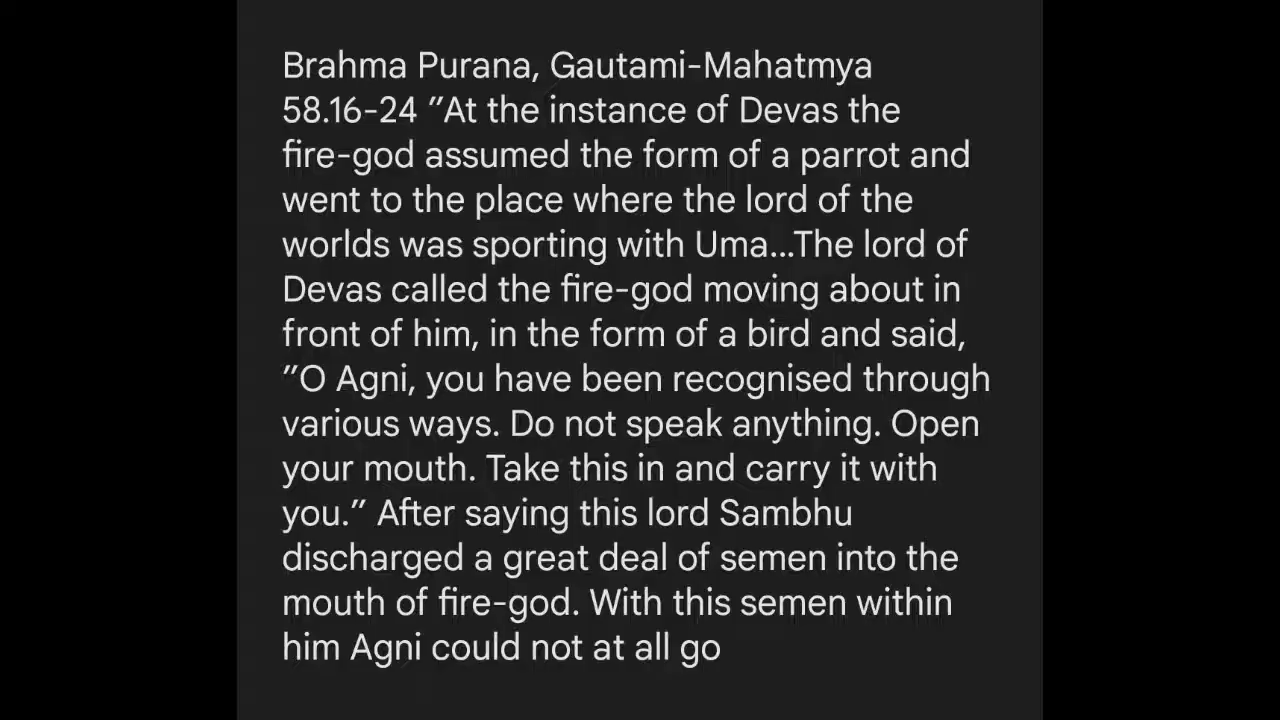 Brahma Purana, Gautami-Mahatmya
58.16-24 "At the instance of Devas the
fire-god assumed the form of a parrot and
went to the place where the lord of the
worlds was sporting with Uma...The lord of
Devas called the fire-god moving about in
front of him, in the form of a bird and said,
"O Agni, you have been recognised through
various ways. Do not speak anything. Open
your mouth. Take this in and carry it with
you." After saying this lord Sambhu
discharged a great deal of semen into the
mouth of fire-god. With this semen within
him Agni could not at all go